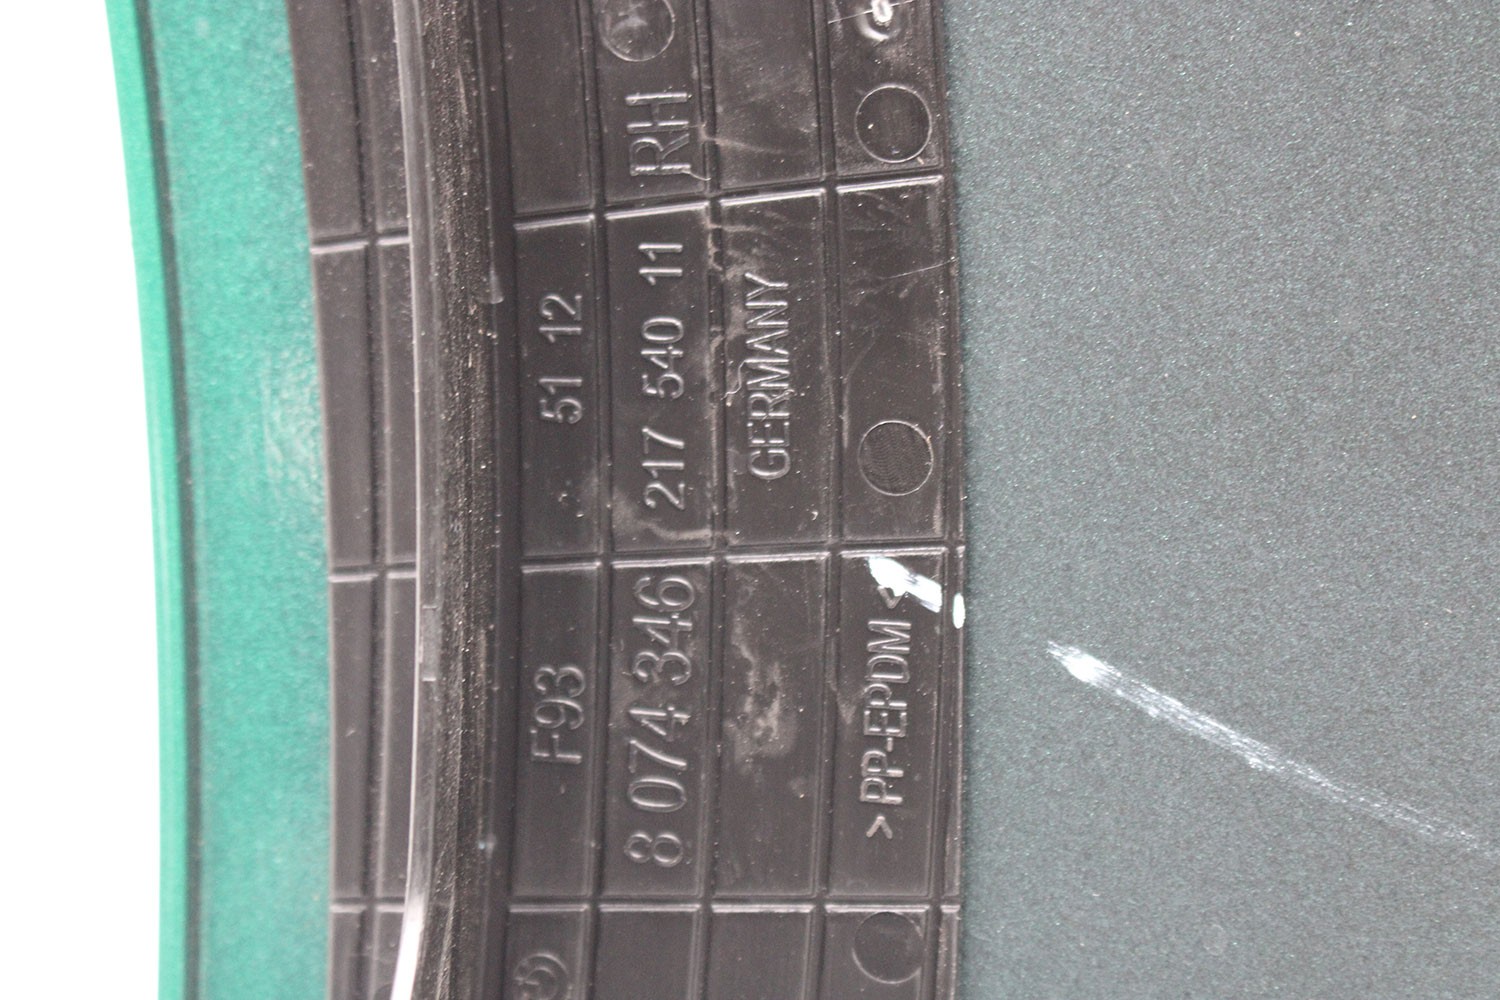 F93 51 12
8 074 346 217 540 11 RH
GERMANY
>PP-EPDM<